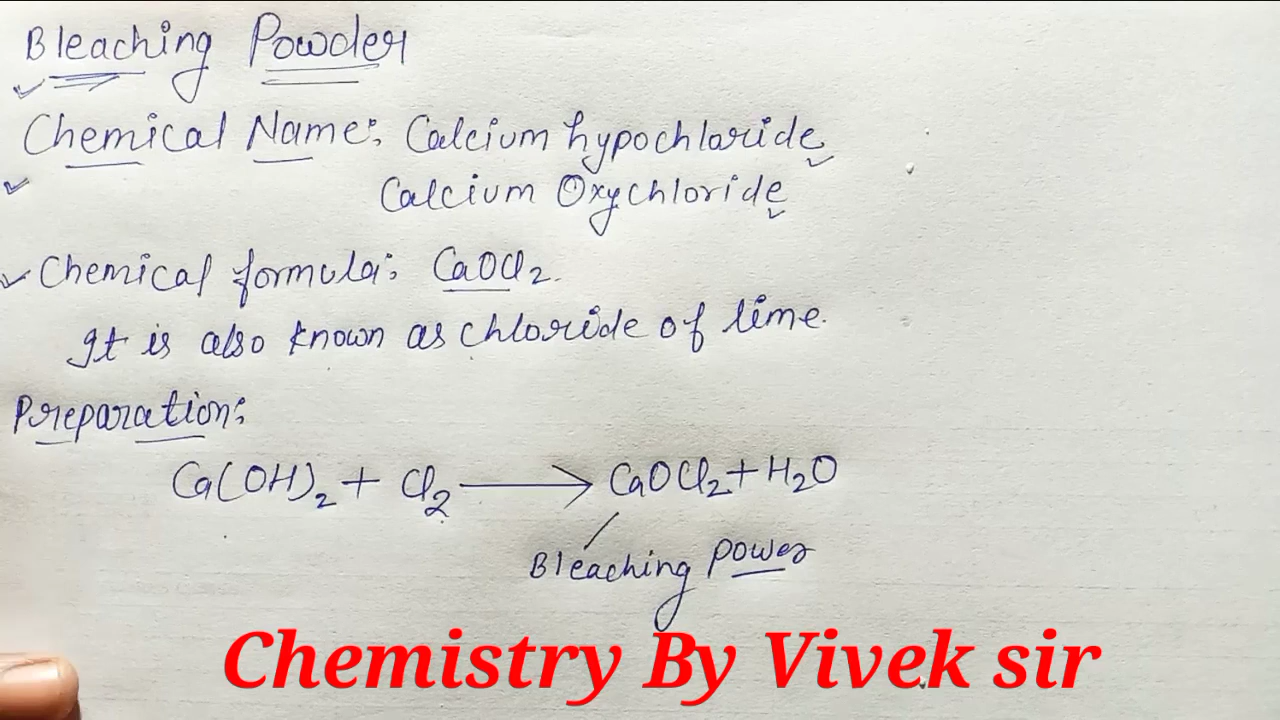 Bleaching Powder
Chemical Name: Calcium hypochloride
Calcium Oxychloride
Chemical formula: CaOCl2.
It is also known as chloride of lime.
Preparation:
Ca(OH)2 + Cl2 → CaOCl2 + H2O
Bleaching power
Chemistry By Vivek sir